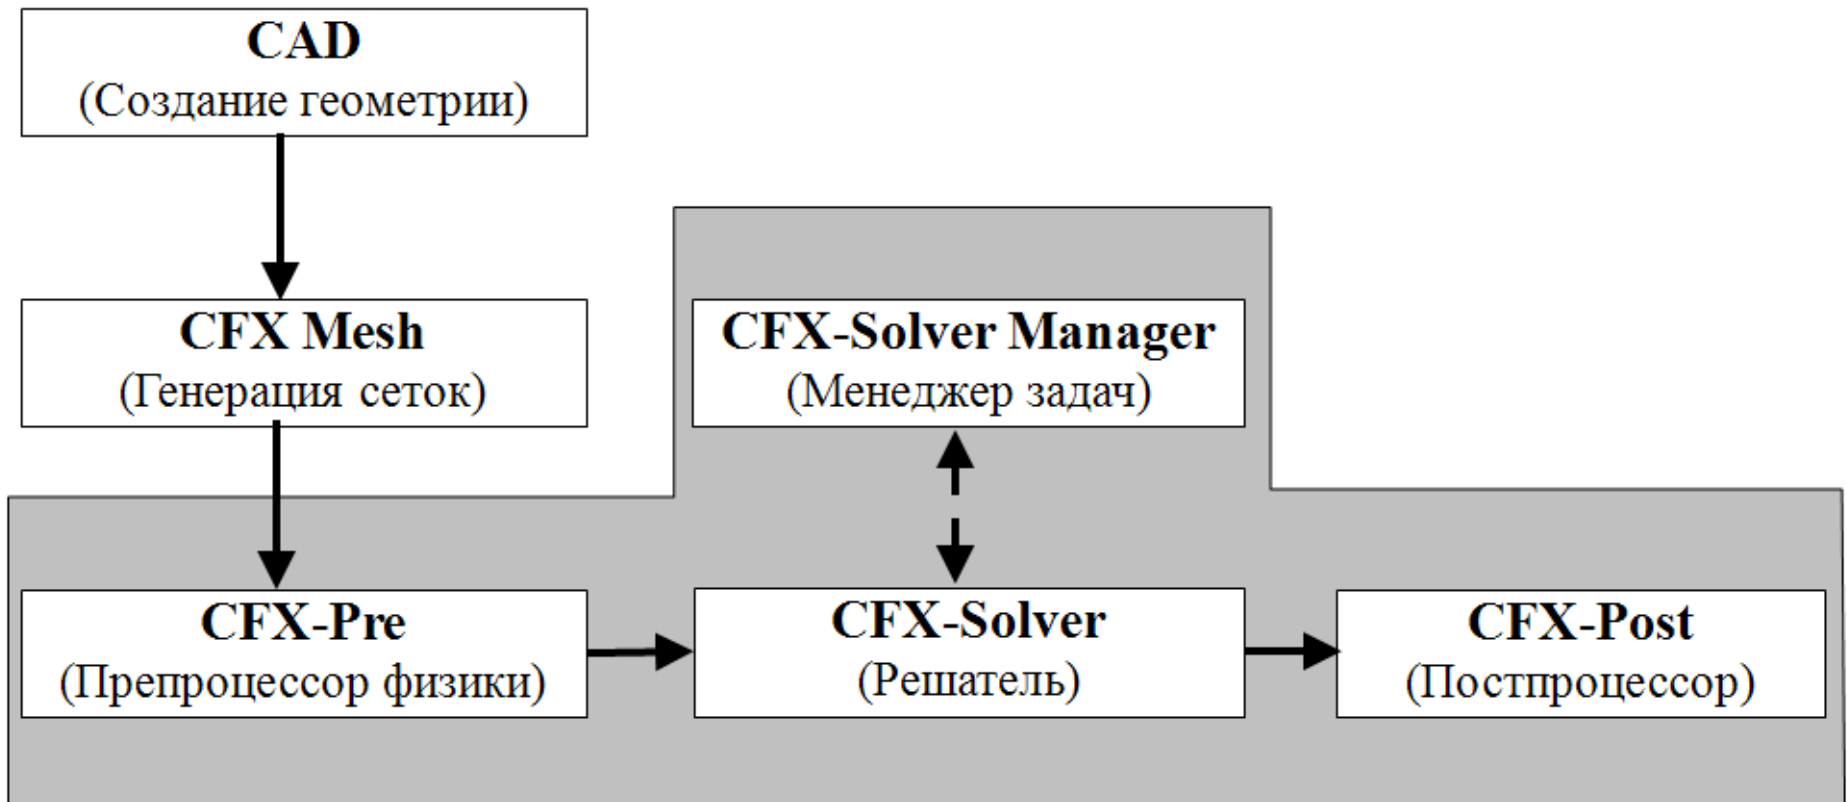 CAD
(Создание геометрии)
CFX Mesh
(Генерация сеток)
CFX-Solver Manager
(Менеджер задач)
CFX-Pre
(Препроцессор физики)
CFX-Solver
(Решатель)
CFX-Post
(Постпроцессор)